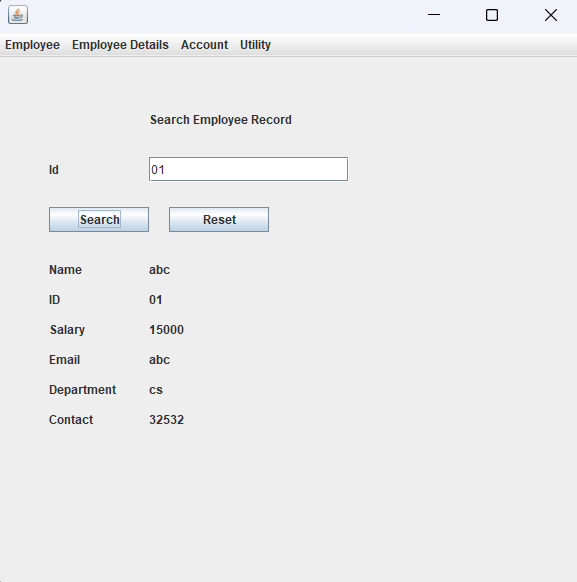 Employee Employee Details Account Utility
Search Employee Record
Id 01
Search Reset
Name abc
ID 01
Salary 15000
Email abc
Department cs
Contact 32532